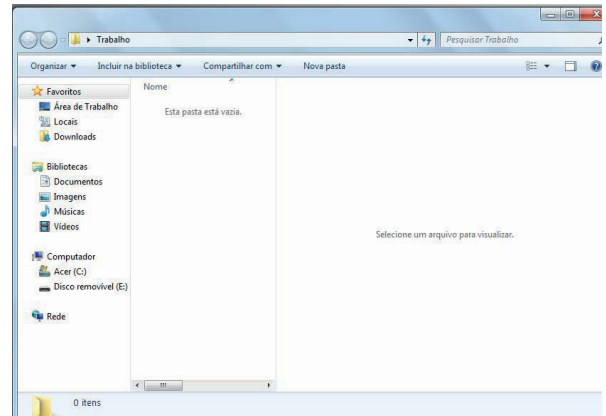 Trabalho
Pesquisar Trabalho
Organizar Incluir na biblioteca Compartilhar com Nova pasta
Favoritos
Área de Trabalho
Locais
Downloads
Bibliotecas
Documentos
Imagens
Músicas
Vídeos
Computador
Acer (C:)
Disco removível (E:)
Rede
Nome
Esta pasta está vazia.
Selecione um arquivo para visualizar.
0 itens